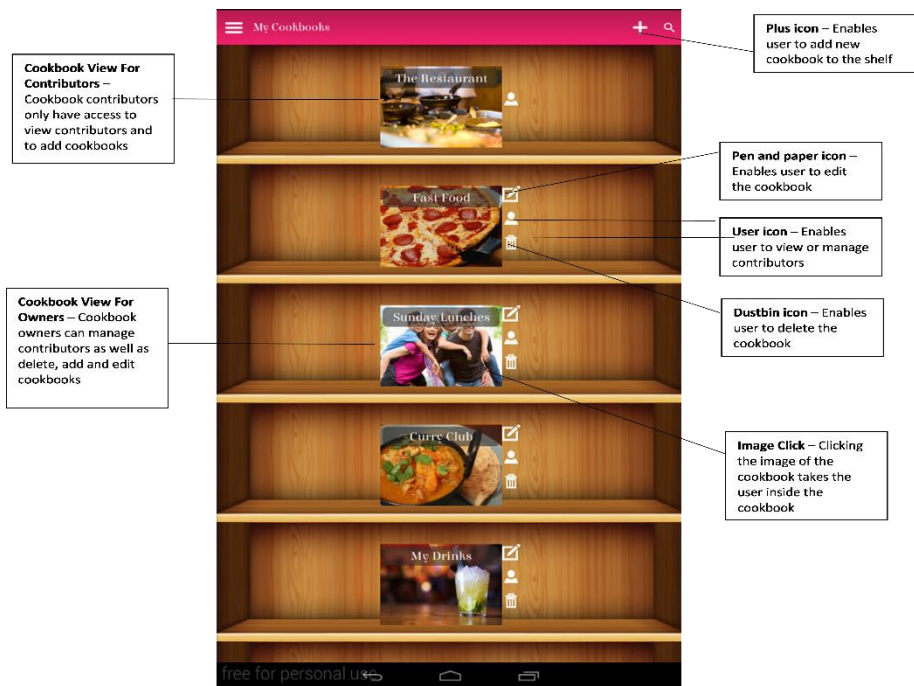 My Cookbooks
Plus icon – Enables
user to add new
cookbook to the shelf
Cookbook View For
Contributors –
Cookbook contributors
only have access to
view contributors and
to add cookbooks
The Restaurant
Pen and paper icon –
Enables user to edit
the cookbook
Fast Food
User icon – Enables
user to view or manage
contributors
Cookbook View For
Owners – Cookbook
owners can manage
contributors as well as
delete, add and edit
cookbooks
Sunday Lunches
Dustbin icon – Enables
user to delete the
cookbook
Curry Club
Image Click – Clicking
the image of the
cookbook takes the
user inside the
cookbook
My Drinks
free for personal use